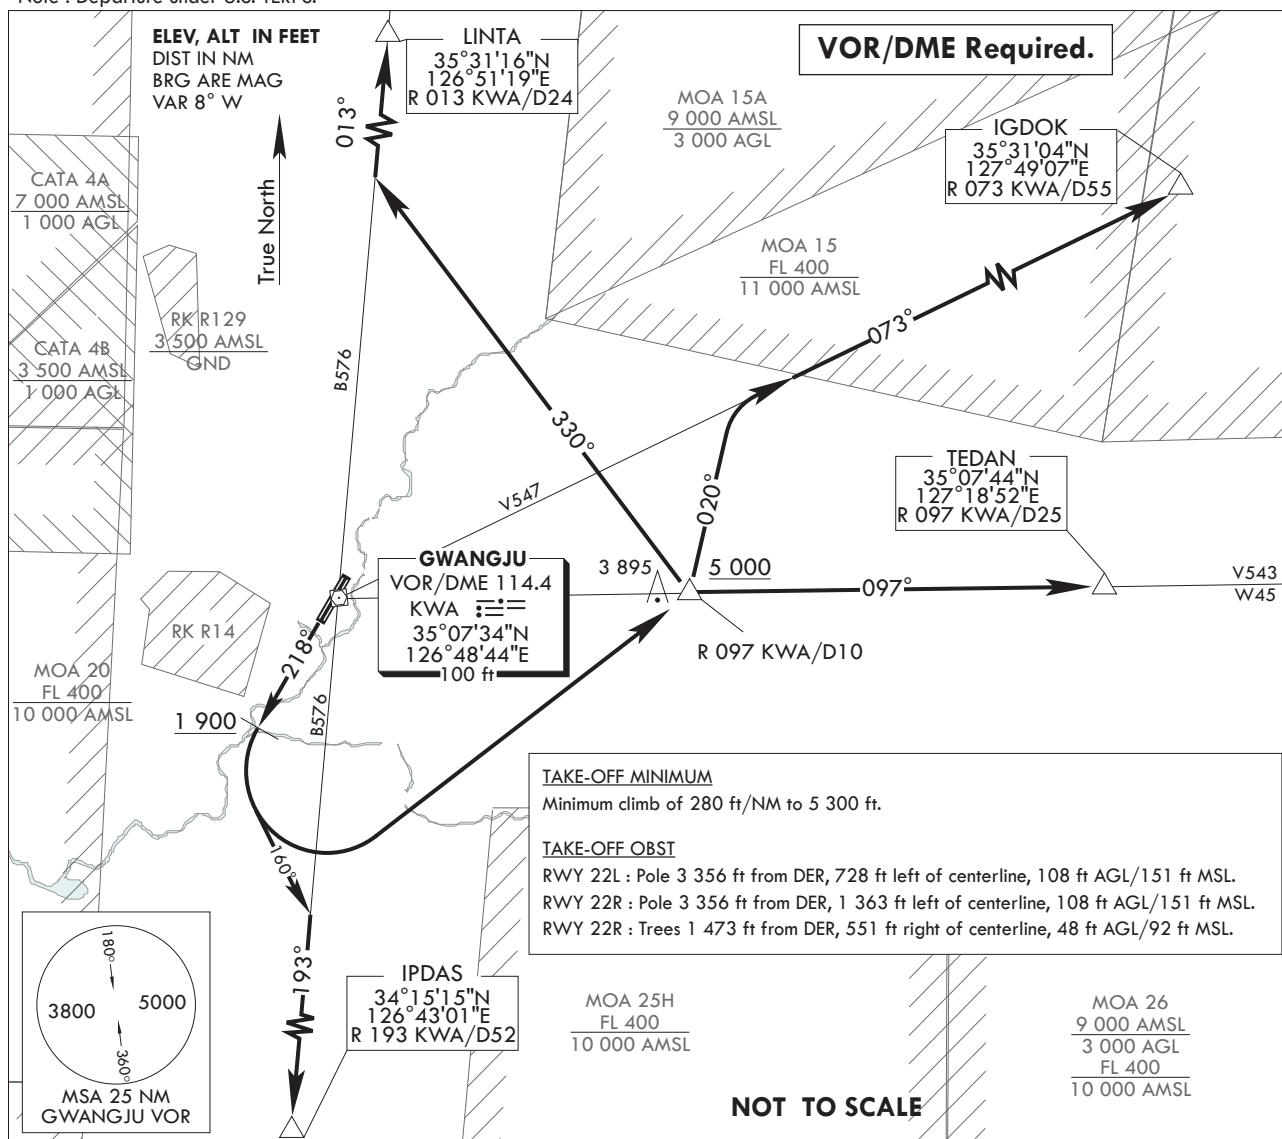 Note : Departure under U.S. TERPS.
ELEV, ALT IN FEET
DIST IN NM
BRG ARE MAG
VAR 8° W
True North
LINTA
35°31'16"N
126°51'19"E
R 013 KWA/D24
VOR/DME Required.
MOA 15A
9 000 AMSL
3 000 AGL
IGDOK
35°31'04"N
127°49'07"E
R 073 KWA/D55
013°
CATA 4A
7 000 AMSL
1 000 AGL
MOA 15
FL 400
11 000 AMSL
RK R129
3 500 AMSL
GND
CATA 4B
3 500 AMSL
1 000 AGL
B576
073°
330°
V547
020°
TEDAN
35°07'44"N
127°18'52"E
R 097 KWA/D25
GWANGJU
VOR/DME 114.4
KWA
35°07'34"N
126°48'44"E
100 ft
3 895
5 000
097°
V543
W45
R 097 KWA/D10
RK R14
218°
MOA 20
FL 400
10 000 AMSL
1 900
B576
160°
193°
TAKE-OFF MINIMUM
Minimum climb of 280 ft/NM to 5 300 ft.
TAKE-OFF OBST
RWY 22L : Pole 3 356 ft from DER, 728 ft left of centerline, 108 ft AGL/151 ft MSL.
RWY 22R : Pole 3 356 ft from DER, 1 363 ft left of centerline, 108 ft AGL/151 ft MSL.
RWY 22R : Trees 1 473 ft from DER, 551 ft right of centerline, 48 ft AGL/92 ft MSL.
180°
3800
5000
360°
MSA 25 NM
GWANGJU VOR
IPDAS
34°15'15"N
126°43'01"E
R 193 KWA/D52
MOA 25H
FL 400
10 000 AMSL
MOA 26
9 000 AMSL
3 000 AGL
FL 400
10 000 AMSL
NOT TO SCALE